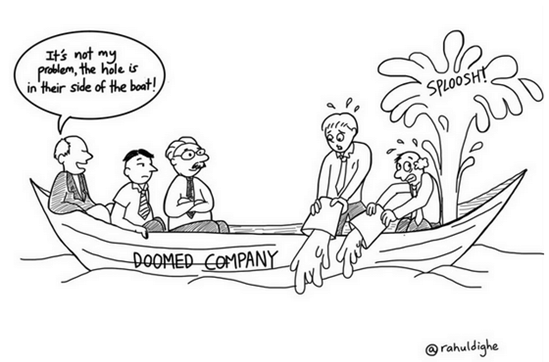 It's not my
problem, the hole is
in their side of the boat!
SPLOOSH!
DOOMED COMPANY
@rahuldighe